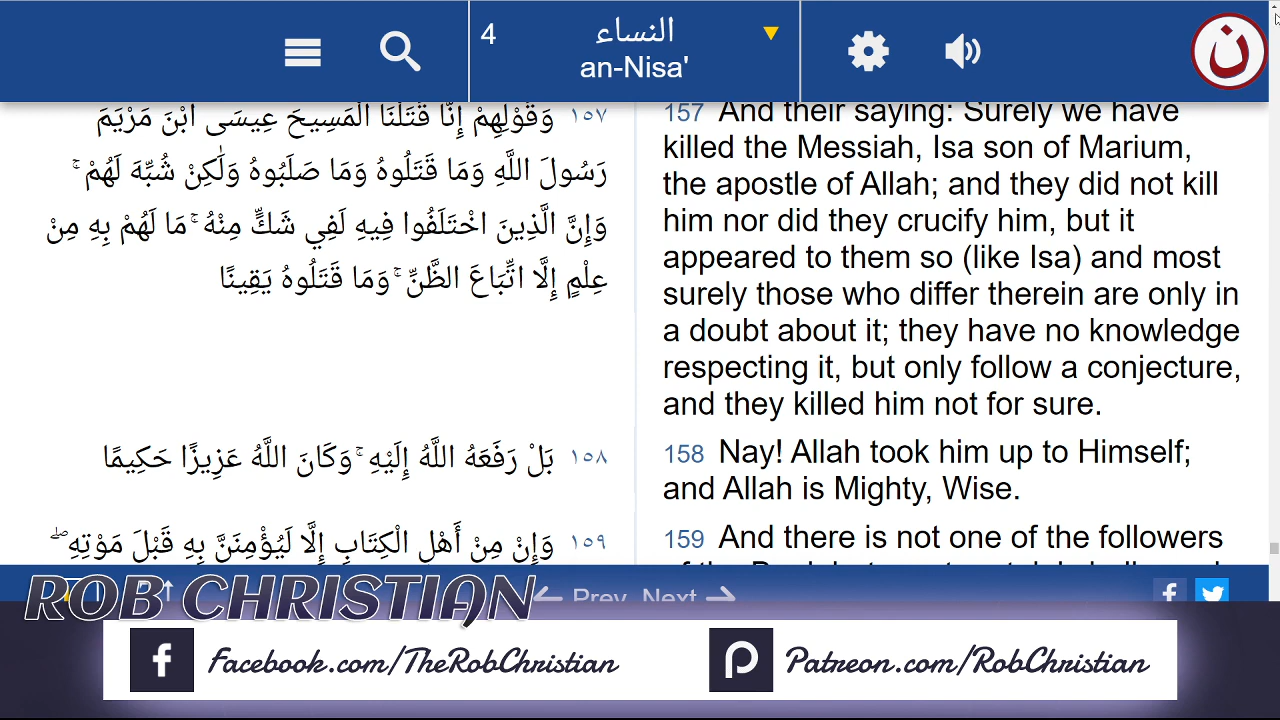 4
النساء
an-Nisa'
ن
١٥٧ وَقَوْلِهِمْ إِنَّا قَتَلْنَا الْمَسِيحَ عِيسَى ابْنَ مَرْيَمَ
رَسُولَ اللَّهِ وَمَا قَتَلُوهُ وَمَا صَلَبُوهُ وَلَٰكِنْ شُبِّهَ لَهُمْ ۚ
وَإِنَّ الَّذِينَ اخْتَلَفُوا فِيهِ لَفِي شَكٍّ مِنْهُ ۚ مَا لَهُمْ بِهِ مِنْ
عِلْمٍ إِلَّا اتِّبَاعَ الظَّنِّ ۚ وَمَا قَتَلُوهُ يَقِينًا
١٥٨ بَلْ رَفَعَهُ اللَّهُ إِلَيْهِ ۚ وَكَانَ اللَّهُ عَزِيزًا حَكِيمًا
١٥٩ وَإِنْ مِنْ أَهْلِ الْكِتَابِ إِلَّا لَيُؤْمِنَنَّ بِهِ قَبْلَ مَوْتِهِ ۖ
157 And their saying: Surely we have
killed the Messiah, Isa son of Marium,
the apostle of Allah; and they did not kill
him nor did they crucify him, but it
appeared to them so (like Isa) and most
surely those who differ therein are only in
a doubt about it; they have no knowledge
respecting it, but only follow a conjecture,
and they killed him not for sure.
158 Nay! Allah took him up to Himself;
and Allah is Mighty, Wise.
159 And there is not one of the followers
Prev Next
ROB CHRISTIAN
Facebook.com/TheRobChristian
Patreon.com/RobChristian